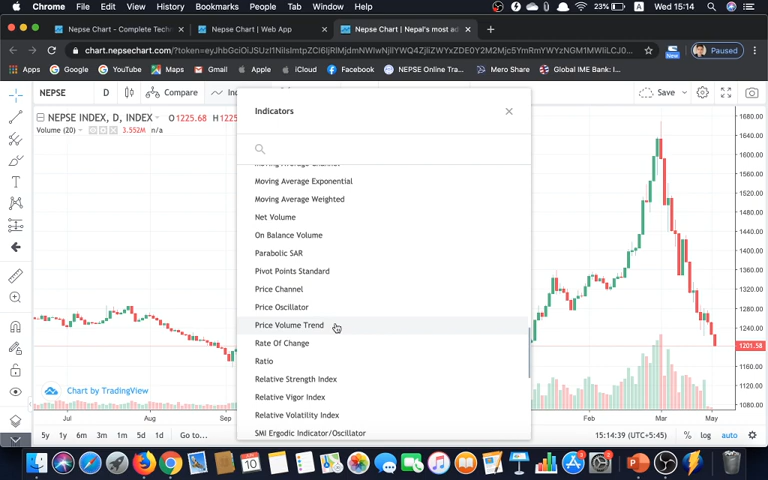 Chrome File Edit View History Bookmarks People Tab Window Help 23% Wed 15:14
Nepse Chart - Complete Techn
Nepse Chart | Web App
Nepse Chart | Nepal's most ad
New
Paused
Apps Google YouTube Maps Gmail Apple iCloud Facebook NEPSE Online Tra... Mero Share Global IME Bank: I...
NEPSE D Compare Save
Indicators
NEPSE INDEX, D, INDEX O1225.68
Volume (20) 3.552M n/a
Moving Average Channel
Moving Average Exponential
Moving Average Weighted
Net Volume
On Balance Volume
Parabolic SAR
Pivot Points Standard
Price Channel
Price Oscillator
Price Volume Trend
Rate Of Change
Ratio
Relative Strength Index
Relative Vigor Index
Relative Volatility Index
SMI Ergodic Indicator/Oscillator
1680.00
1640.00
1600.00
1560.00
1520.00
1480.00
1440.00
1400.00
1360.00
1320.00
1280.00
1240.00
1201.58
1160.00
1120.00
1080.00
Chart by TradingView
Jul Aug Sep Feb Mar May
5y 1y 6m 3m 1m 5d 1d Go to... 15:14:39 (UTC+5:45) % log auto